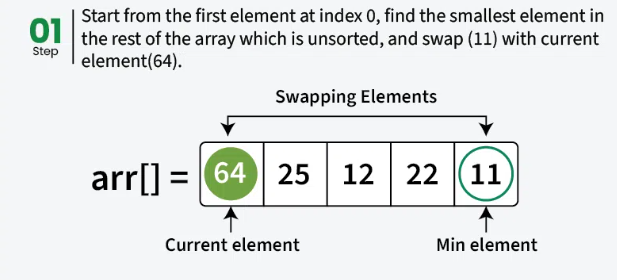 01
Step
Start from the first element at index 0, find the smallest element in
the rest of the array which is unsorted, and swap (11) with current
element(64).
Swapping Elements
arr[] = 64 25 12 22 11
Current element Min element